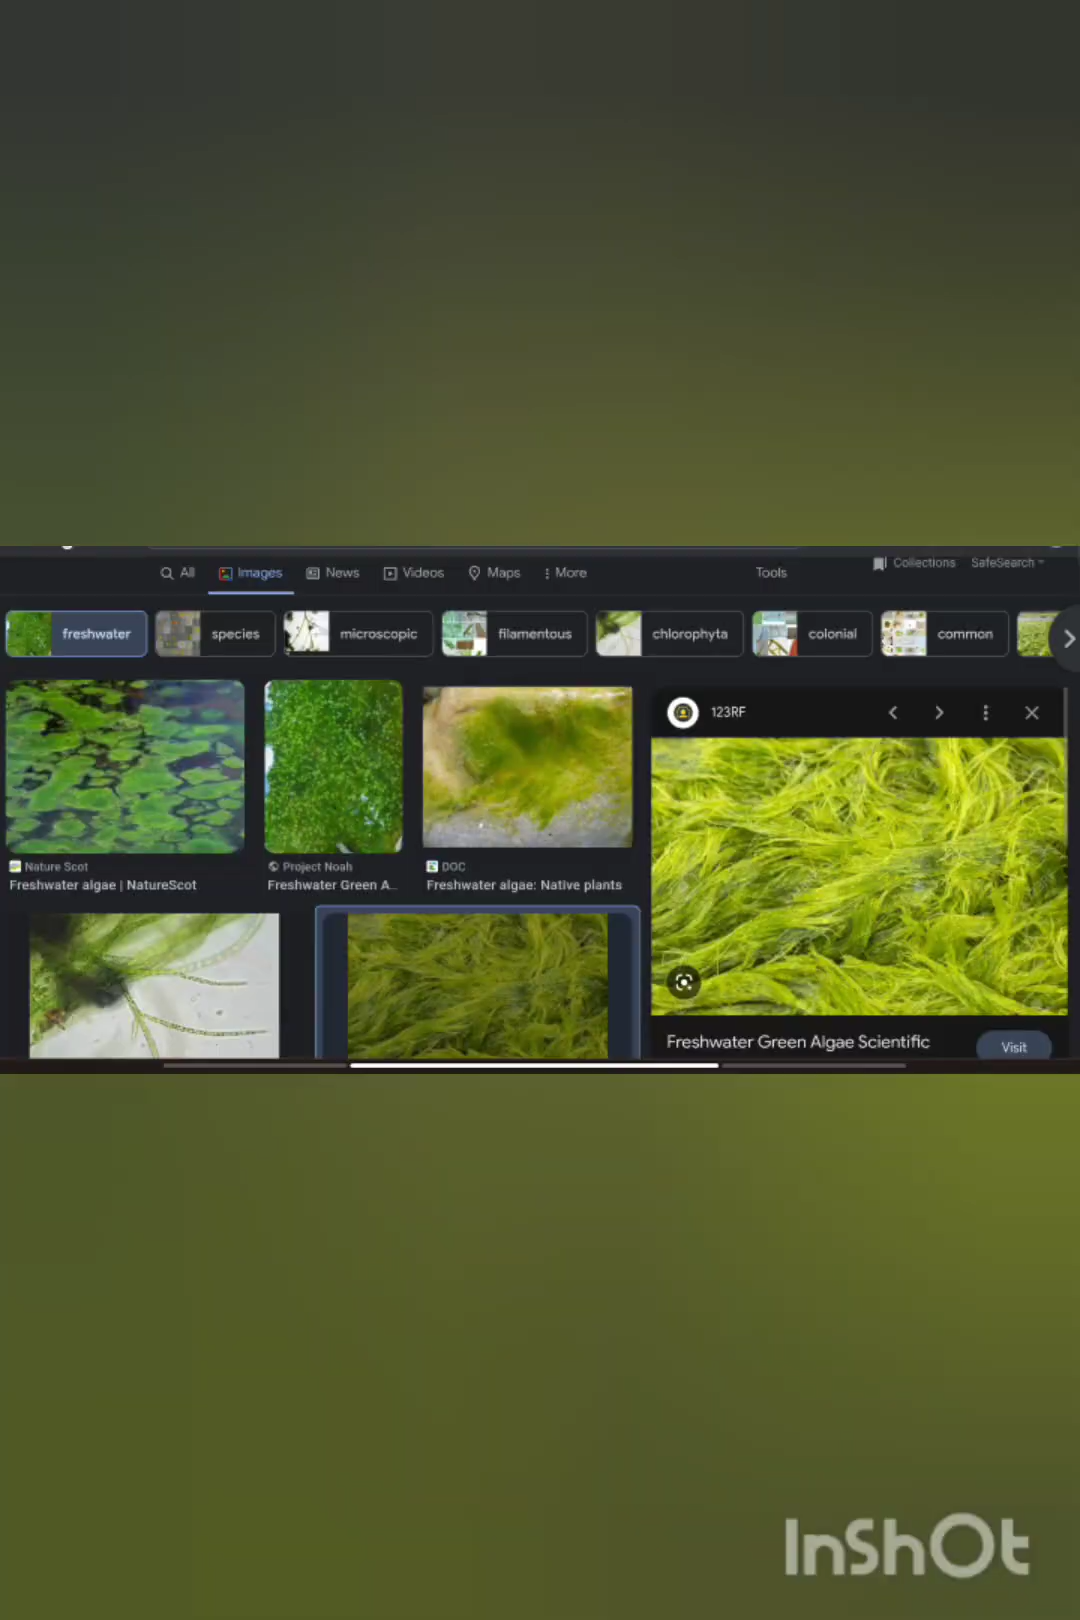 All Images News Videos Maps More Tools Collections SafeSearch
freshwater species microscopic filamentous chlorophyta colonial common
123RF
Nature Scot Project Noah DOC
Freshwater algae | NatureScot Freshwater Green A... Freshwater algae: Native plants
Freshwater Green Algae Scientific Visit
InShOt